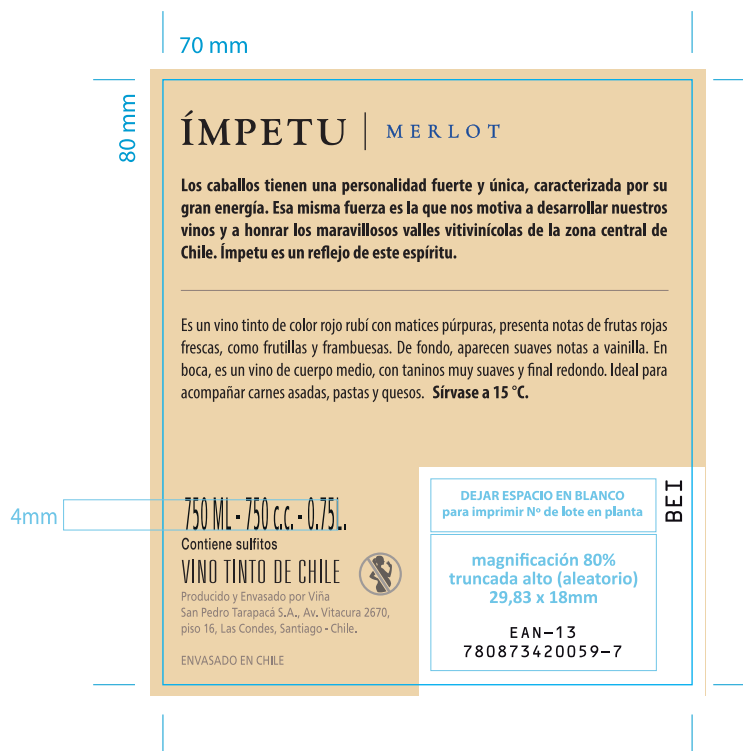 70 mm
80 mm
ÍMPETU | MERLOT
Los caballos tienen una personalidad fuerte y única, caracterizada por su
gran energía. Esa misma fuerza es la que nos motiva a desarrollar nuestros
vinos y a honrar los maravillosos valles vitivinícolas de la zona central de
Chile. Ímpetu es un reflejo de este espíritu.
Es un vino tinto de color rojo rubí con matices púrpuras, presenta notas de frutas rojas
frescas, como frutillas y frambuesas. De fondo, aparecen suaves notas a vainilla. En
boca, es un vino de cuerpo medio, con taninos muy suaves y final redondo. Ideal para
acompañar carnes asadas, pastas y quesos. Sírvase a 15 °C.
4mm
750 ML - 750 c.c. - 0.75L.
Contiene sulfitos
VINO TINTO DE CHILE
Producido y Envasado por Viña
San Pedro Tarapacá S.A., Av. Vitacura 2670,
piso 16, Las Condes, Santiago - Chile.
ENVASADO EN CHILE
DEJAR ESPACIO EN BLANCO
para imprimir Nº de lote en planta
BEI
magnificación 80%
truncada alto (aleatorio)
29,83 x 18mm
EAN-13
780873420059-7